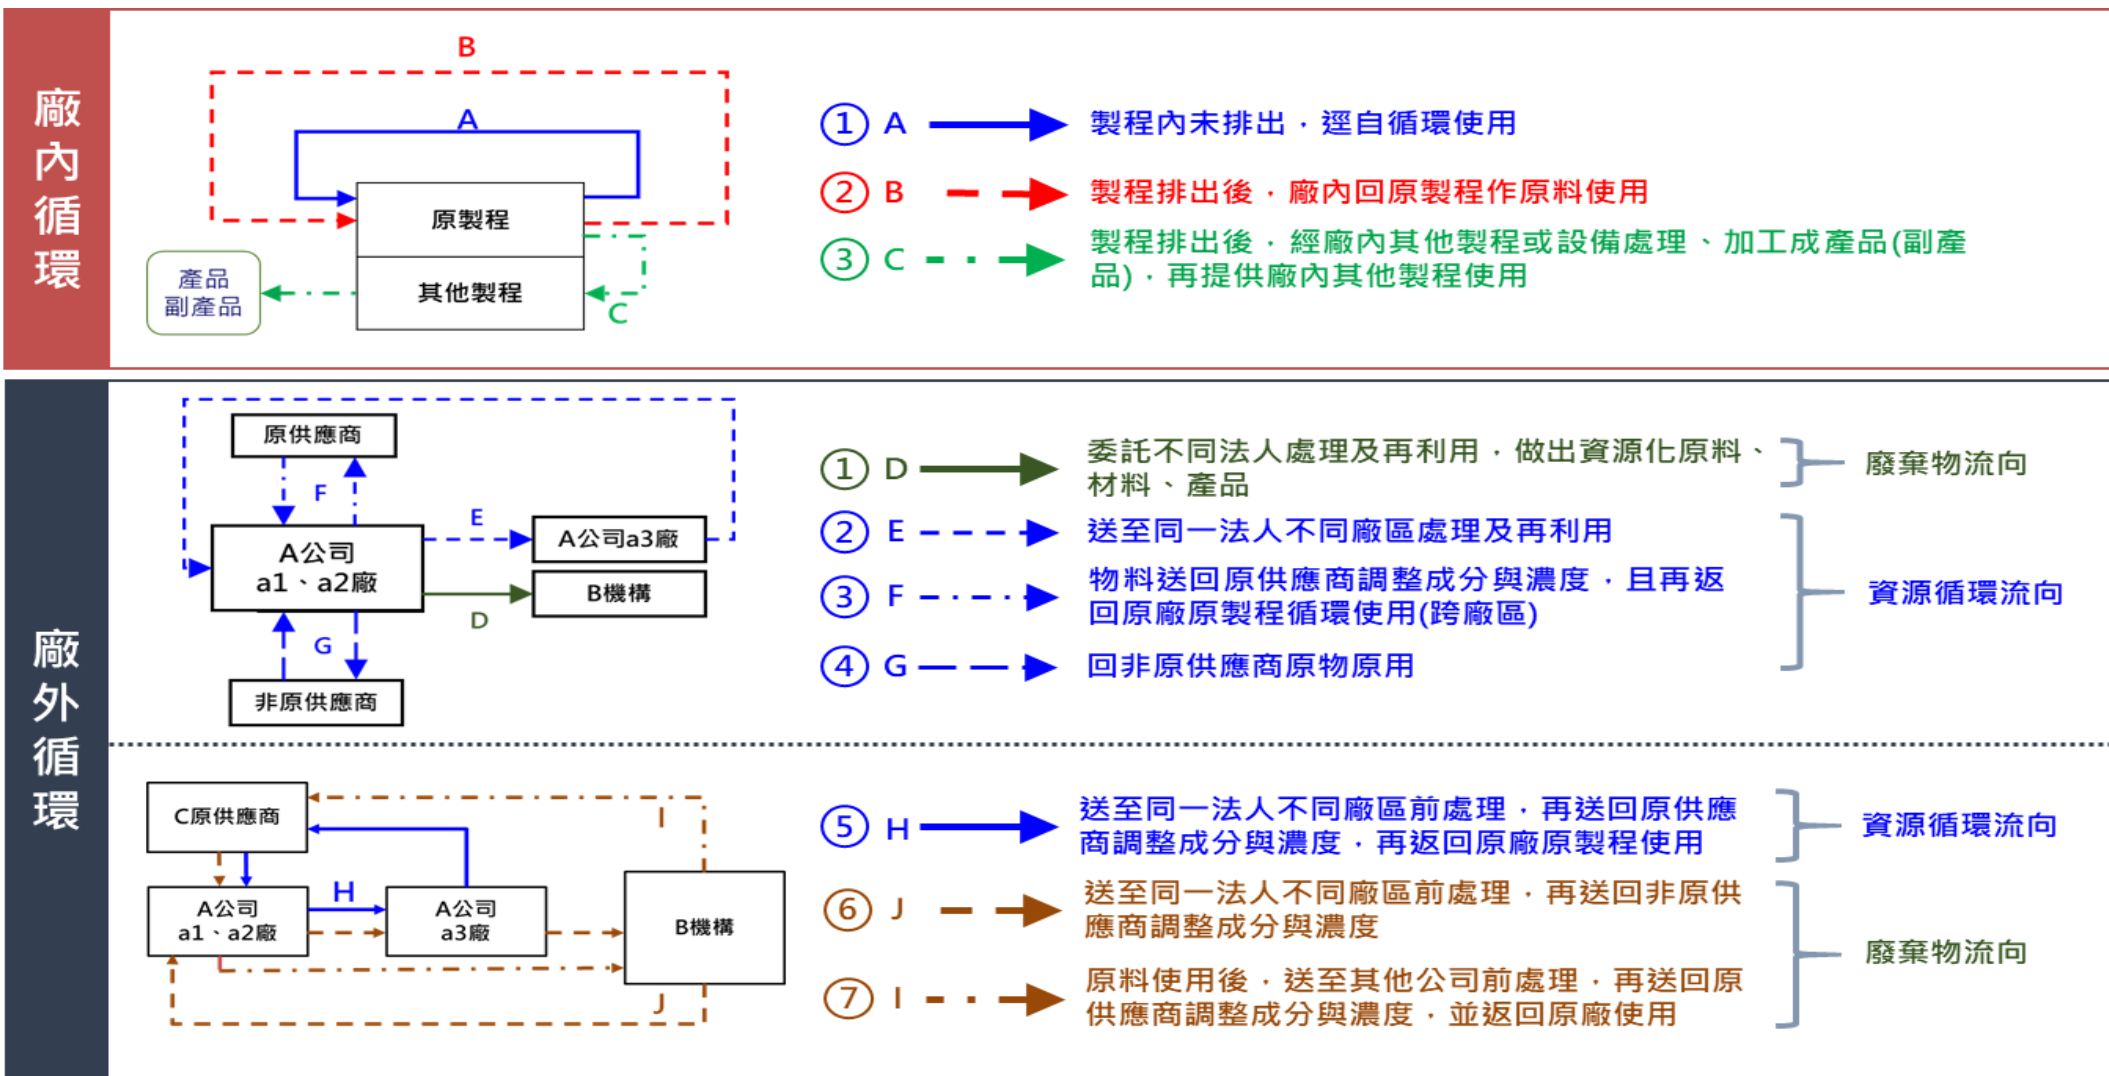 廠內循環
B
A
原製程
其他製程
C
產品
副產品
① A 製程內未排出，逕自循環使用
② B 製程排出後，廠內回原製程作原料使用
③ C 製程排出後，經廠內其他製程或設備處理、加工成產品(副產
品)，再提供廠內其他製程使用
廠外循環
原供應商
F
E
A公司
a1、a2廠
A公司a3廠
B機構
D
G
非原供應商
① D 委託不同法人處理及再利用，做出資源化原料、
材料、產品
廢棄物流向
② E 送至同一法人不同廠區處理及再利用
③ F 物料送回原供應商調整成分與濃度，且再返
回原廠原製程循環使用(跨廠區)
④ G 回非原供應商原物原用
資源循環流向
C原供應商
I
H
A公司
a1、a2廠
A公司
a3廠
B機構
J
⑤ H 送至同一法人不同廠區前處理，再送回原供應
商調整成分與濃度，再返回原廠原製程使用
資源循環流向
⑥ J 送至同一法人不同廠區前處理，再送回非原供
應商調整成分與濃度
⑦ I 原料使用後，送至其他公司前處理，再送回原
供應商調整成分與濃度，並返回原廠使用
廢棄物流向